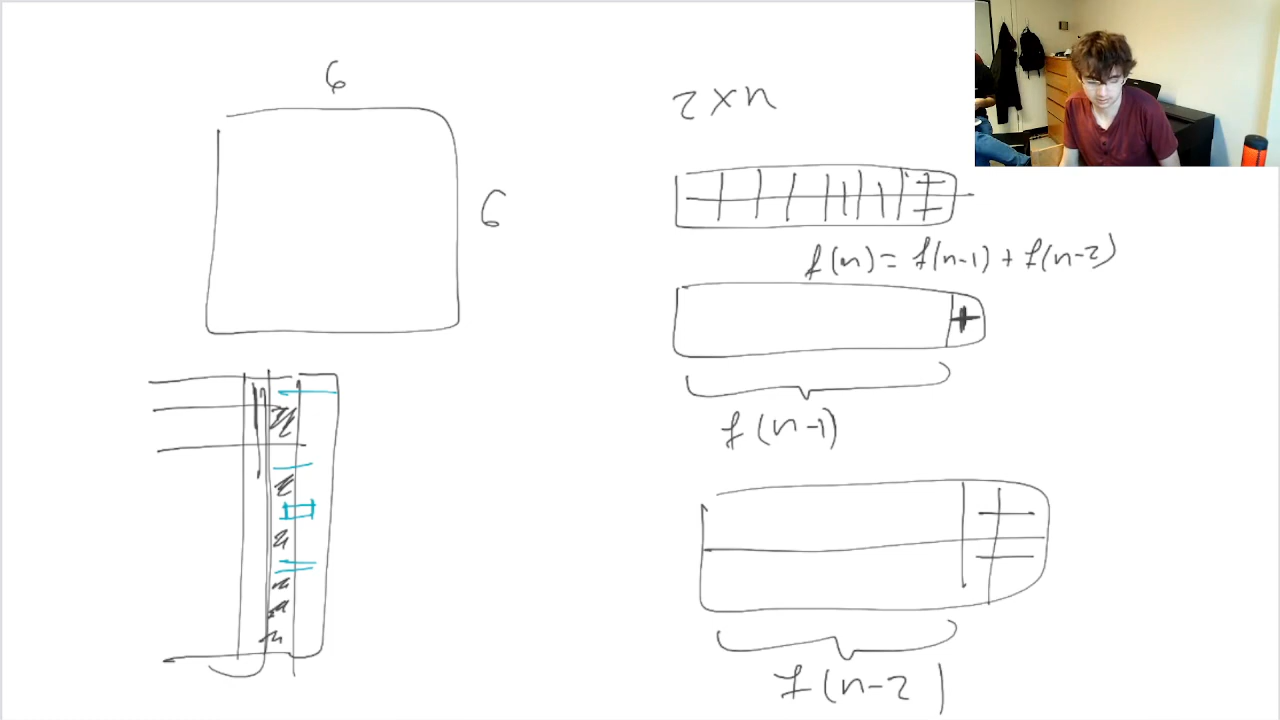 6
6
2×n
f(n) = f(n-1) + f(n-2)
f(n-1)
f(n-2)